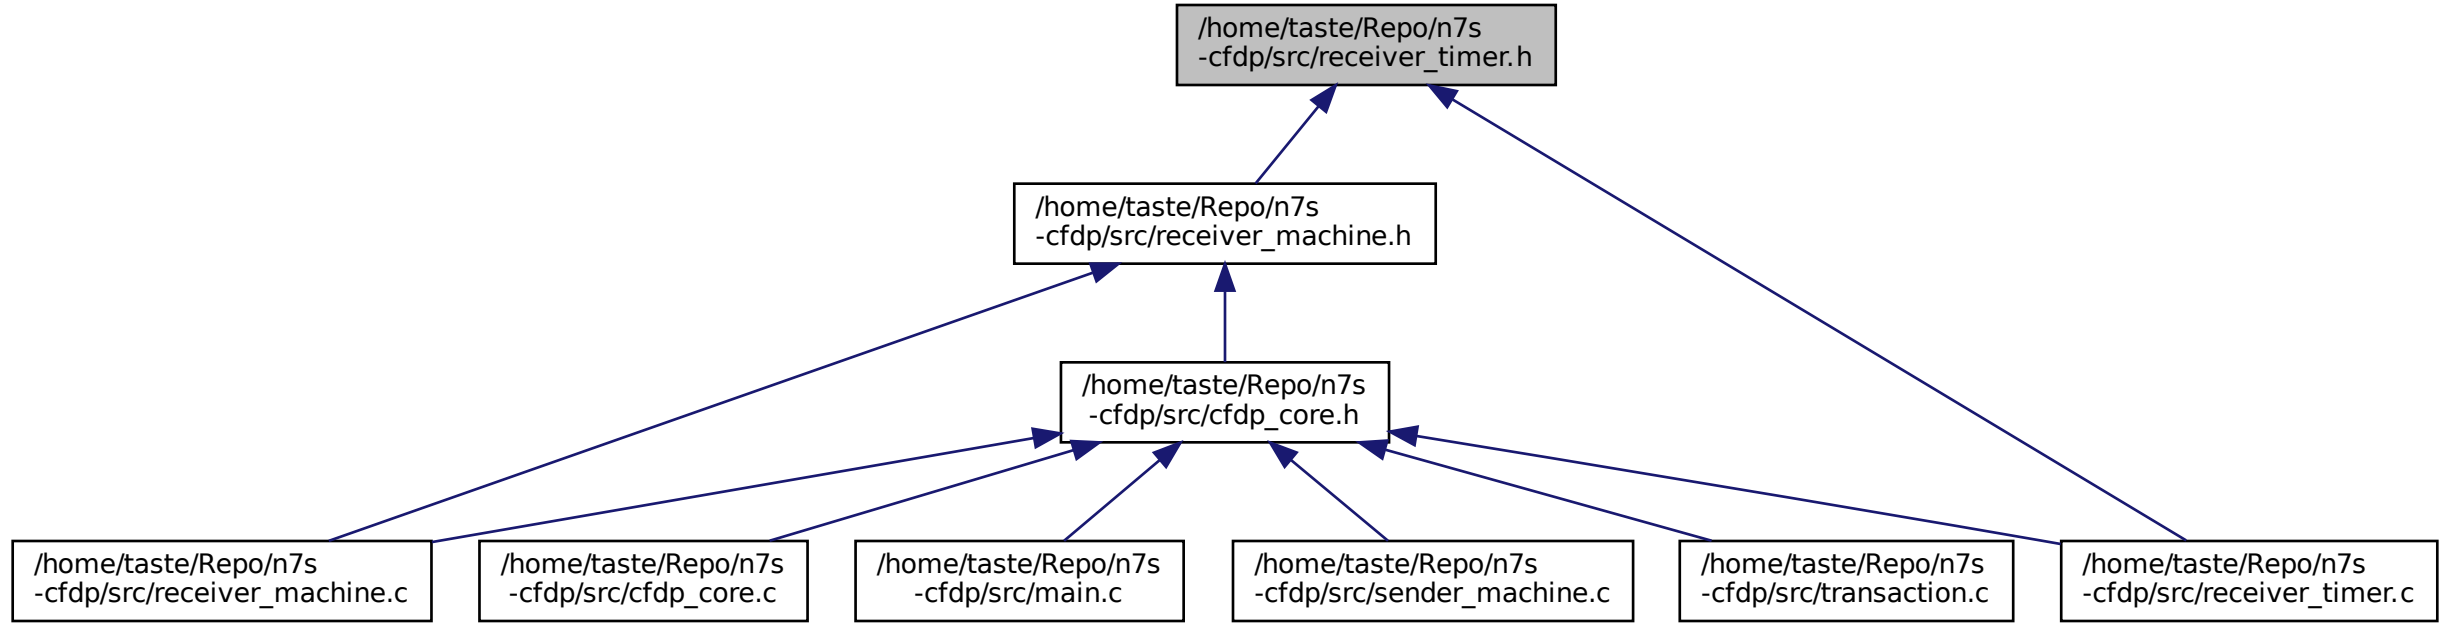 /home/taste/Repo/n7s
-cfdp/src/receiver_timer.h
/home/taste/Repo/n7s
-cfdp/src/receiver_machine.h
/home/taste/Repo/n7s
-cfdp/src/cfdp_core.h
/home/taste/Repo/n7s
-cfdp/src/receiver_machine.c
/home/taste/Repo/n7s
-cfdp/src/cfdp_core.c
/home/taste/Repo/n7s
-cfdp/src/main.c
/home/taste/Repo/n7s
-cfdp/src/sender_machine.c
/home/taste/Repo/n7s
-cfdp/src/transaction.c
/home/taste/Repo/n7s
-cfdp/src/receiver_timer.c